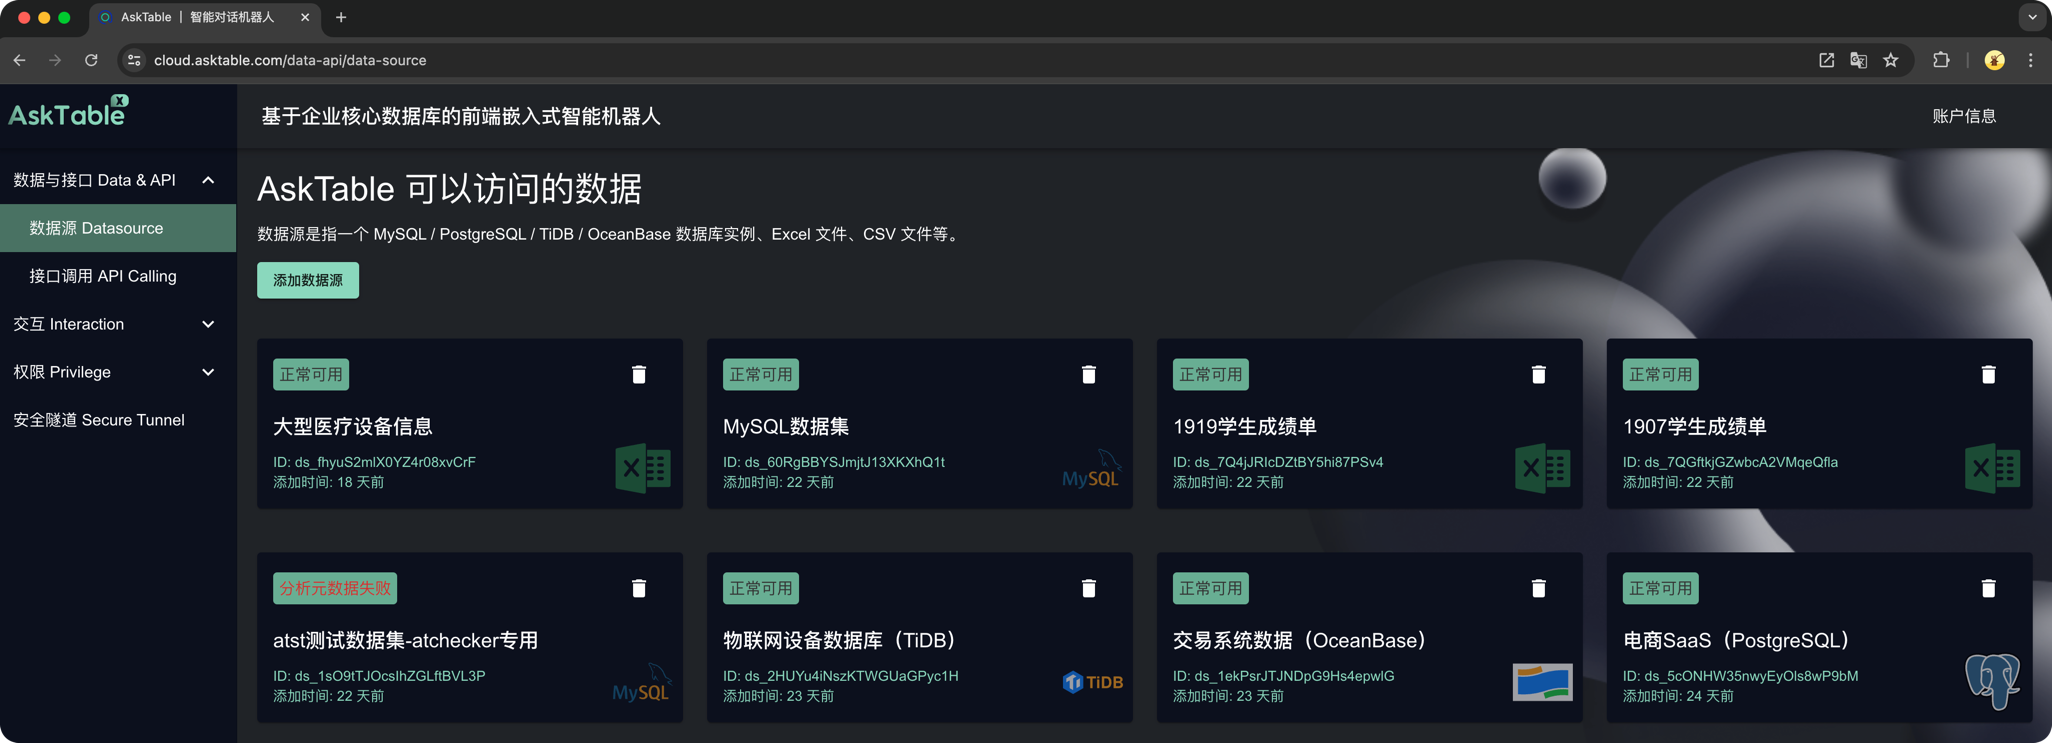 AskTable | 智能对话机器人
cloud.asktable.com/data-api/data-source
AskTable X
基于企业核心数据库的前端嵌入式智能机器人
账户信息
数据与接口 Data & API
数据源 Datasource
接口调用 API Calling
交互 Interaction
权限 Privilege
安全隧道 Secure Tunnel
AskTable 可以访问的数据
数据源是指一个 MySQL / PostgreSQL / TiDB / OceanBase 数据库实例、Excel 文件、CSV 文件等。
添加数据源
正常可用
大型医疗设备信息
ID: ds_fhyuS2mlX0YZ4r08xvCrF
添加时间: 18 天前
X
正常可用
MySQL数据集
ID: ds_60RgBBYSJmjtJ13XKXhQ1t
添加时间: 22 天前
MySQL
正常可用
1919学生成绩单
ID: ds_7Q4jJRIcDZtBY5hi87PSv4
添加时间: 22 天前
X
正常可用
1907学生成绩单
ID: ds_7QGftkjGZwbcA2VMqeQfla
添加时间: 22 天前
X
分析元数据失败
atst测试数据集-atchecker专用
ID: ds_1sO9tTJOcsIhZGLftBVL3P
添加时间: 22 天前
MySQL
正常可用
物联网设备数据库（TiDB）
ID: ds_2HUYu4iNszKTWGUaGPyc1H
添加时间: 23 天前
TiDB
正常可用
交易系统数据（OceanBase）
ID: ds_1ekPsrJTJNDpG9Hs4epwIG
添加时间: 23 天前
正常可用
电商SaaS（PostgreSQL）
ID: ds_5cONHW35nwyEyOls8wP9bM
添加时间: 24 天前